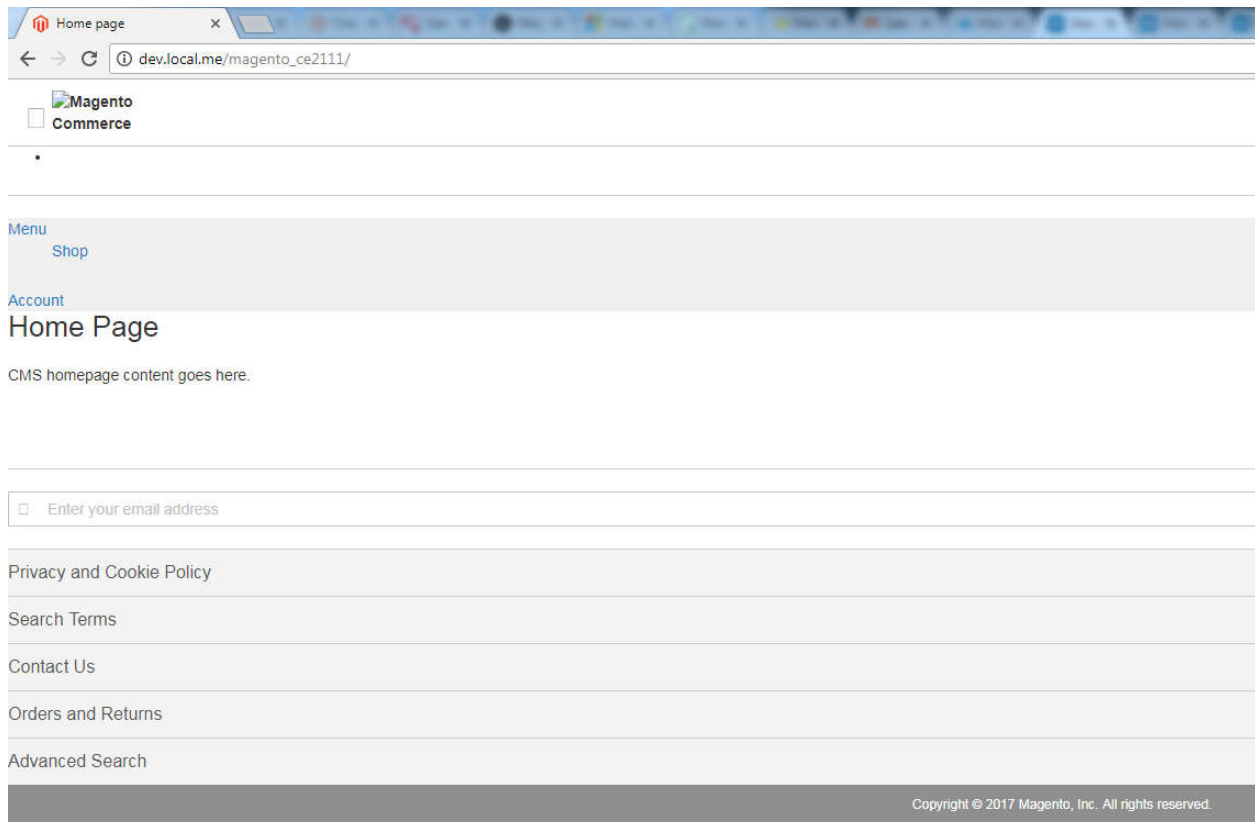 Home page
dev.local.me/magento_ce2111/
Magento
Commerce
Menu
Shop
Account
Home Page
CMS homepage content goes here.
Enter your email address
Privacy and Cookie Policy
Search Terms
Contact Us
Orders and Returns
Advanced Search
Copyright © 2017 Magento, Inc. All rights reserved.